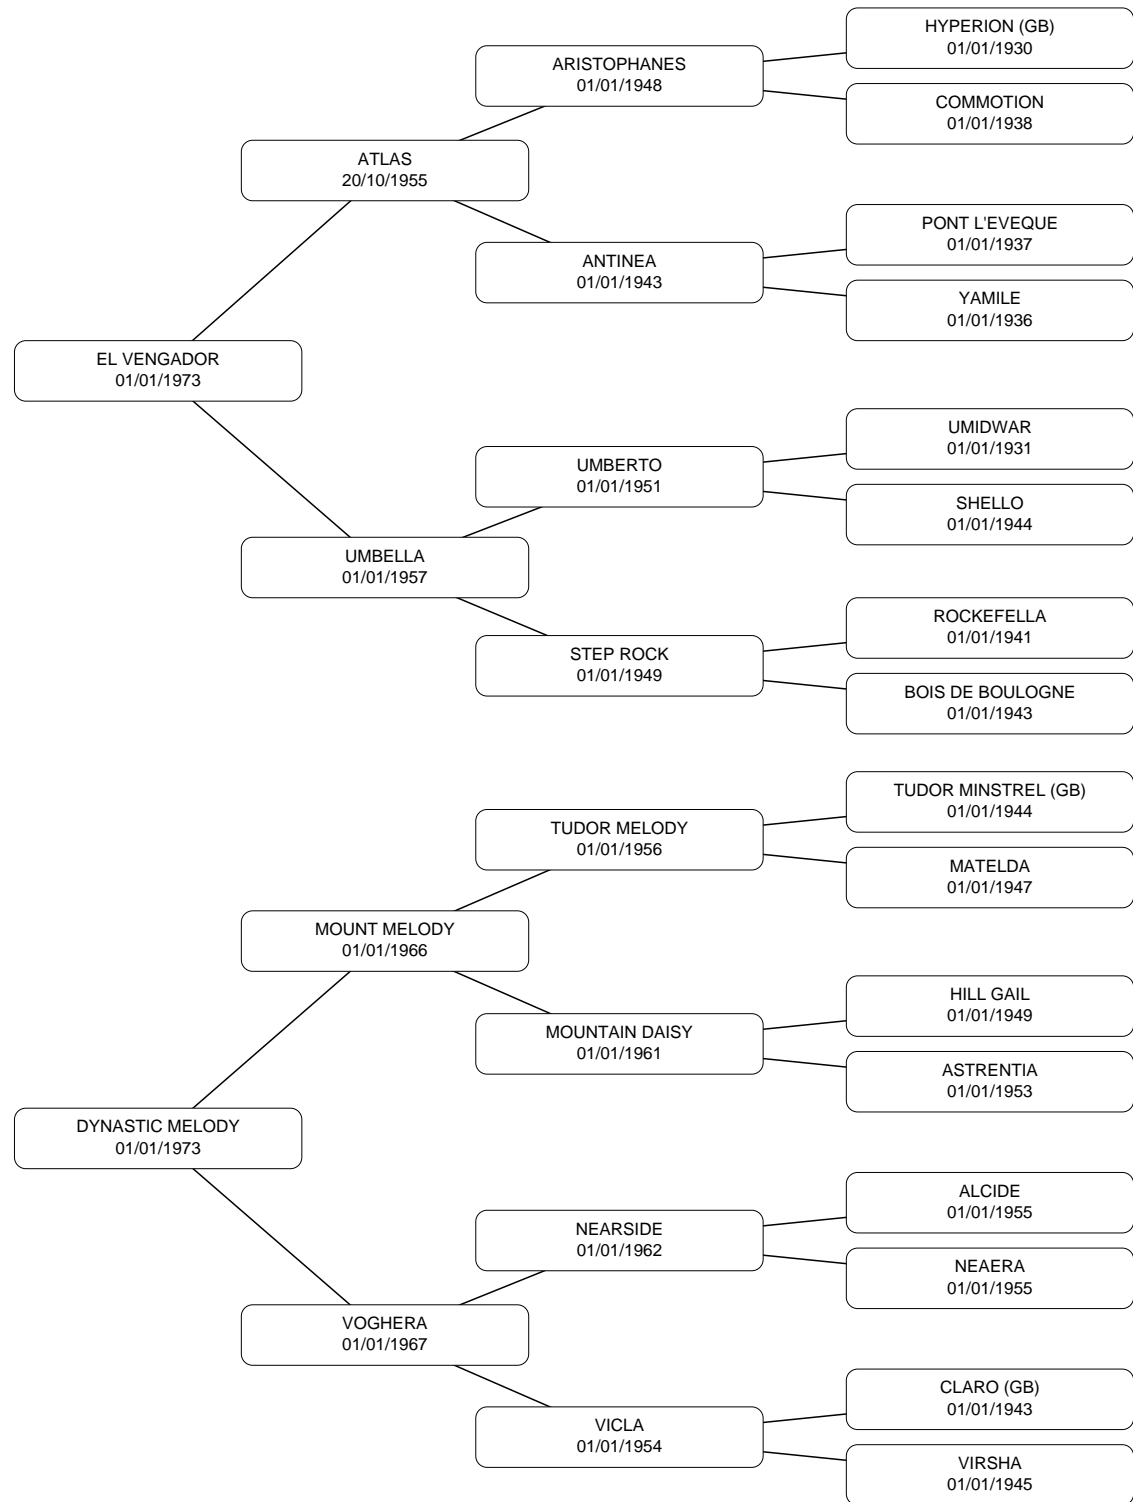 HYPERION (GB)
01/01/1930
ARISTOPHANES
01/01/1948
COMMOTION
01/01/1938
ATLAS
20/10/1955
PONT L'EVEQUE
01/01/1937
ANTINEA
01/01/1943
YAMILE
01/01/1936
EL VENGADOR
01/01/1973
UMIDWAR
01/01/1931
UMBERTO
01/01/1951
SHELLO
01/01/1944
UMBELLA
01/01/1957
ROCKEFELLA
01/01/1941
STEP ROCK
01/01/1949
BOIS DE BOULOGNE
01/01/1943
TUDOR MINSTREL (GB)
01/01/1944
TUDOR MELODY
01/01/1956
MATELDA
01/01/1947
MOUNT MELODY
01/01/1966
HILL GAIL
01/01/1949
MOUNTAIN DAISY
01/01/1961
ASTRENTIA
01/01/1953
DYNASTIC MELODY
01/01/1973
ALCIDE
01/01/1955
NEARSIDE
01/01/1962
NEAERA
01/01/1955
VOGHERA
01/01/1967
CLARO (GB)
01/01/1943
VICLA
01/01/1954
VIRSHA
01/01/1945